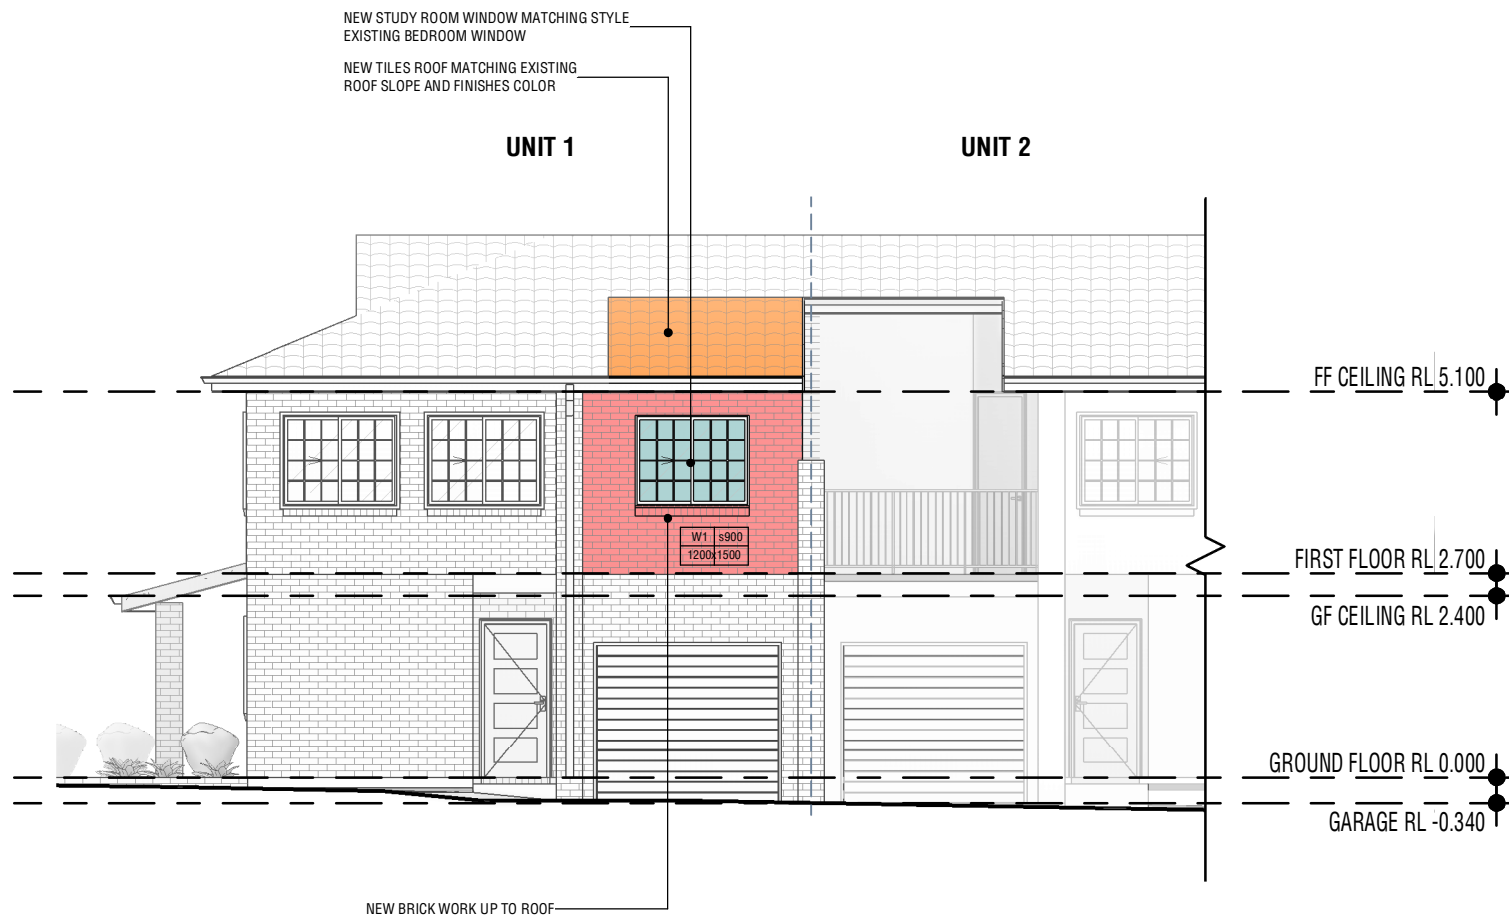 NEW STUDY ROOM WINDOW MATCHING STYLE
EXISTING BEDROOM WINDOW
NEW TILES ROOF MATCHING EXISTING
ROOF SLOPE AND FINISHES COLOR
UNIT 1
UNIT 2
FF CEILING RL 5.100
W1 s900
1200x1500
FIRST FLOOR RL 2.700
GF CEILING RL 2.400
GROUND FLOOR RL 0.000
GARAGE RL -0.340
NEW BRICK WORK UP TO ROOF